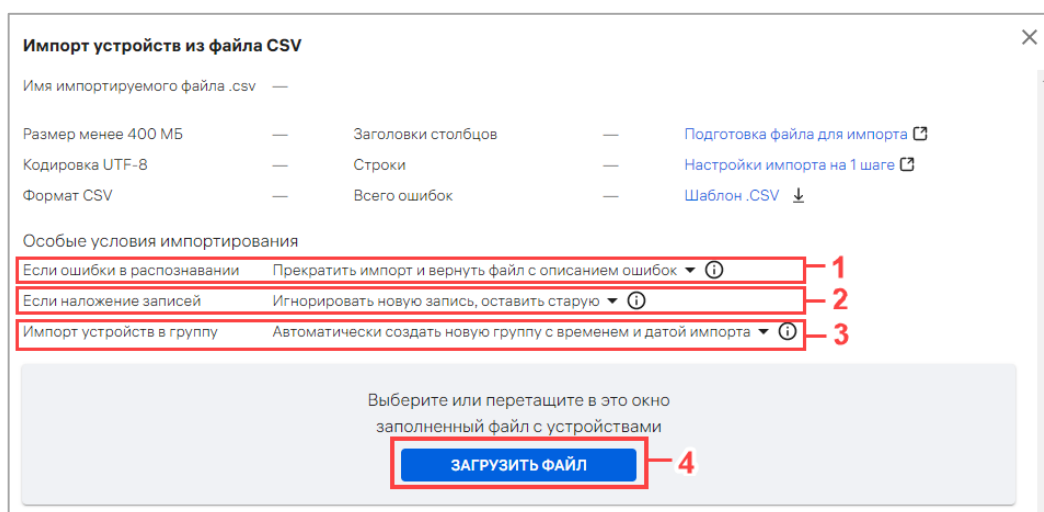 Импорт устройств из файла CSV
Имя импортируемого файла .csv —
Размер менее 400 МБ — Заголовки столбцов — Подготовка файла для импорта
Кодировка UTF-8 — Строки — Настройки импорта на 1 шаге
Формат CSV — Всего ошибок — Шаблон .CSV
Особые условия импортирования
Если ошибки в распознавании Прекратить импорт и вернуть файл с описанием ошибок 1
Если наложение записей Игнорировать новую запись, оставить старую 2
Импорт устройств в группу Автоматически создать новую группу с временем и датой импорта 3
Выберите или перетащите в это окно
заполненный файл с устройствами
ЗАГРУЗИТЬ ФАЙЛ 4